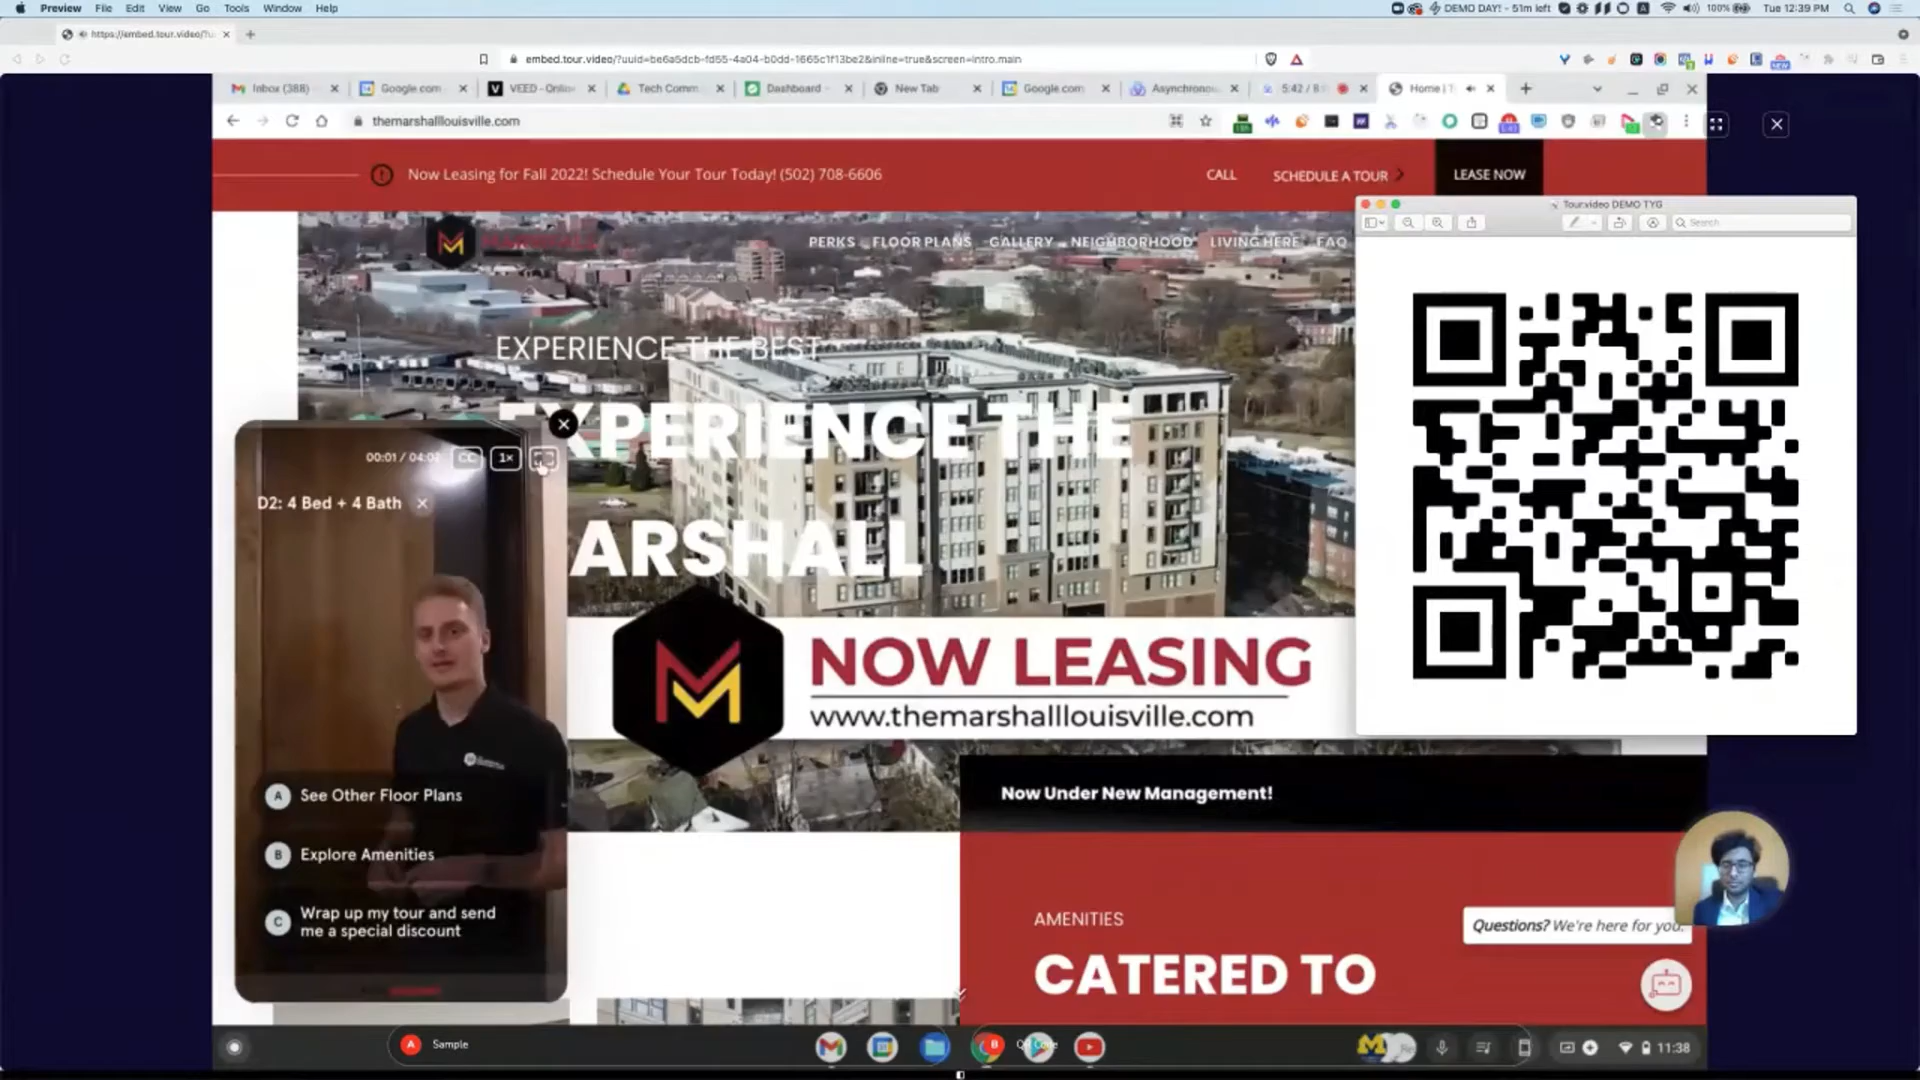 Preview File Edit View Go Tools Window Help
DEMO DAY! - 51m left
100%
Tue 12:39 PM
embed.tour.video/?uuid=be6a5dcb-fd55-4a04-b0dd-1665c1f13be2&inline=true&screen=intro.main
Inbox (388)
Google.com
VEED - Onlin
Tech Comm
Dashboard -
New Tab
Google.com
Asynchronou
5:42 / 8:
Home | T
themarshalllouisville.com
Now Leasing for Fall 2022! Schedule Your Tour Today! (502) 708-6606
CALL
SCHEDULE A TOUR
LEASE NOW
Tour.video DEMO TYG
Search
PERKS FLOOR PLANS GALLERY NEIGHBORHOOD LIVING HERE FAQ
EXPERIENCE THE BEST
EXPERIENCE THE
ARSHALL
00:01 / 04:02
CC
1×
D2: 4 Bed + 4 Bath
A See Other Floor Plans
B Explore Amenities
C Wrap up my tour and send
me a special discount
NOW LEASING
www.themarshalllouisville.com
Now Under New Management!
AMENITIES
CATERED TO
Questions? We're here for you.
A Sample
B
11:38